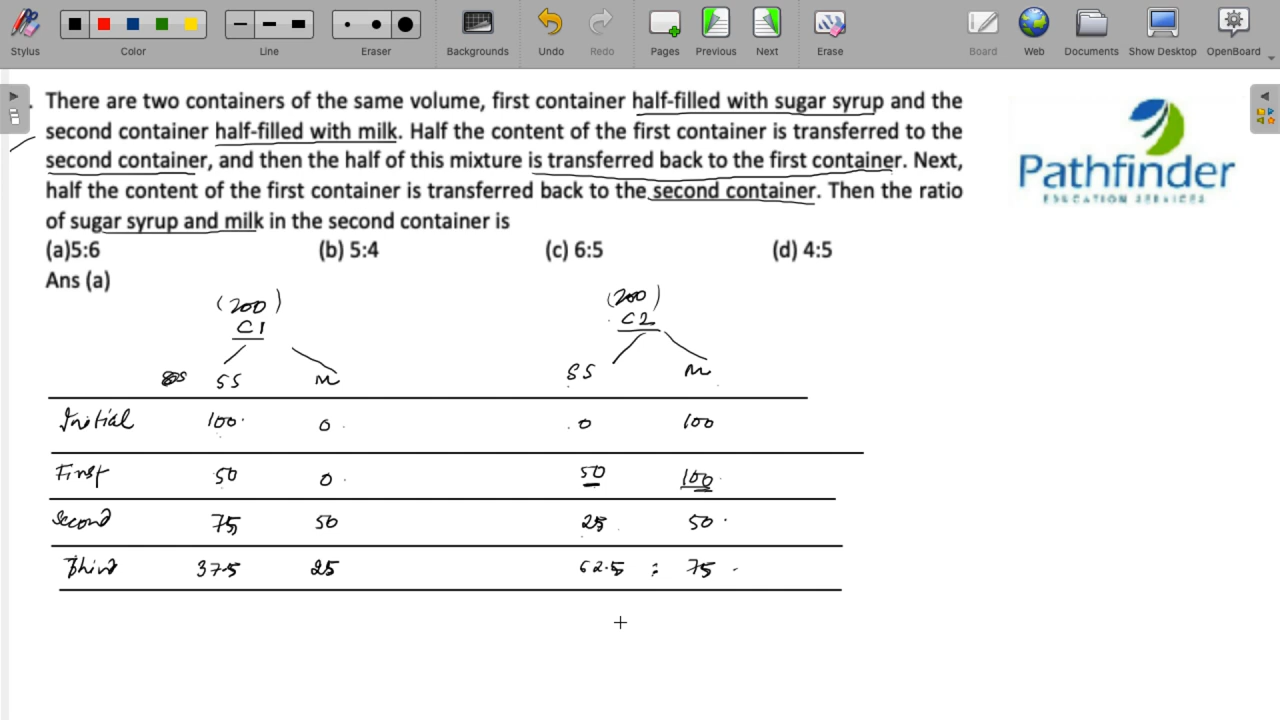 Stylus
Color
Line
Eraser
Backgrounds
Undo
Redo
Pages
Previous
Next
Erase
Board
Web
Documents
Show Desktop
OpenBoard
. There are two containers of the same volume, first container half-filled with sugar syrup and the
second container half-filled with milk. Half the content of the first container is transferred to the
second container, and then the half of this mixture is transferred back to the first container. Next,
half the content of the first container is transferred back to the second container. Then the ratio
of sugar syrup and milk in the second container is
(a)5:6 (b) 5:4 (c) 6:5 (d) 4:5
Ans (a)
Pathfinder
EDUCATION SERVICES
(200) (200)
C1 C2
SS M SS M
Initial 100 0 0 100
First 50 0 50 100
Second 75 50 25 50
Third 37.5 25 62.5 : 75